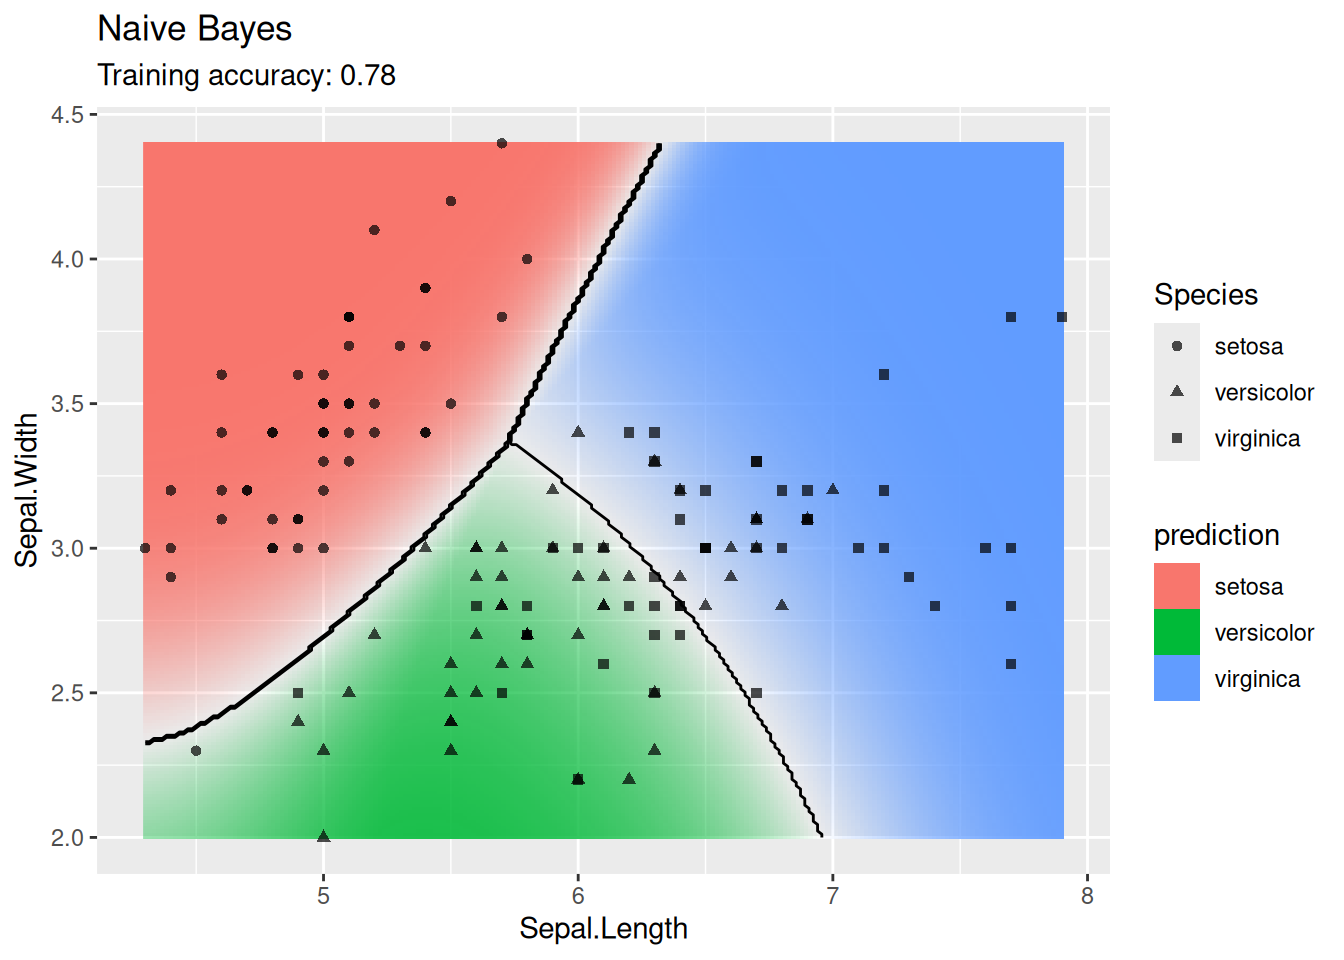 Naive Bayes
Training accuracy: 0.78
4.5
4.0
3.5
3.0
2.5
2.0
Sepal.Width
5
6
7
8
Sepal.Length
Species
setosa
versicolor
virginica
prediction
setosa
versicolor
virginica